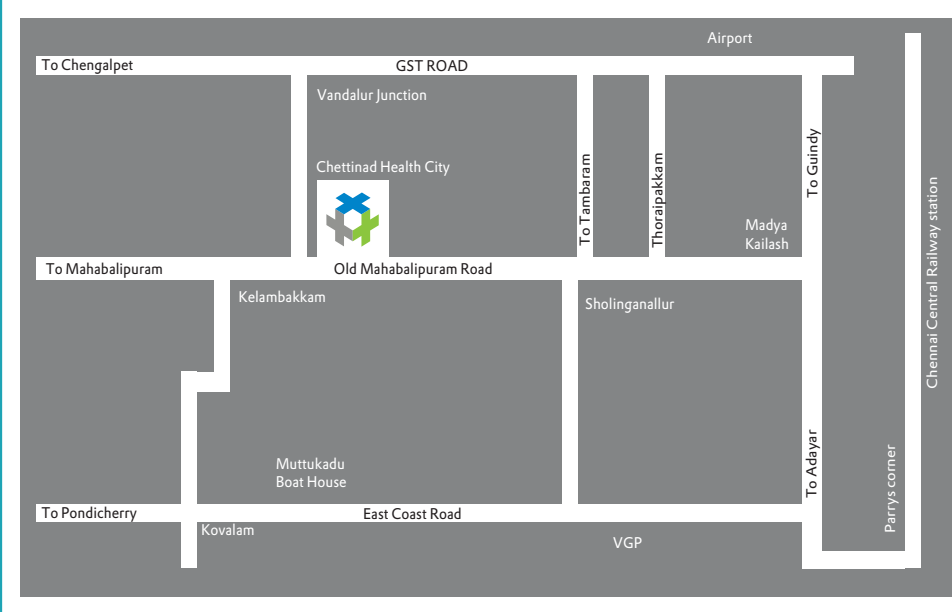 Airport
To Chengalpet
GST ROAD
Vandalur Junction
Chettinad Health City
To Tambaram
Thoraipakkam
To Guindy
Madya
Kailash
Chennai Central Railway station
To Mahabalipuram
Old Mahabalipuram Road
Kelambakkam
Sholinganallur
Muttukadu
Boat House
To Adayar
Parrys corner
To Pondicherry
East Coast Road
Kovalam
VGP